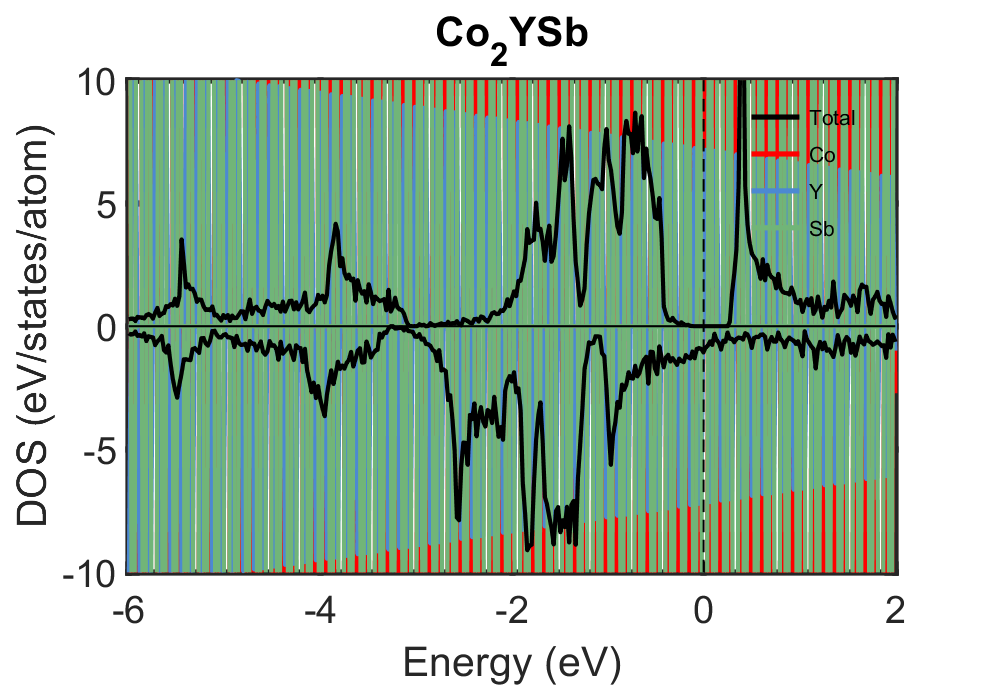 Co₂YSb
DOS (eV/states/atom)
10
5
0
-5
-10
Total
Co
Y
Sb
-6 -4 -2 0 2
Energy (eV)